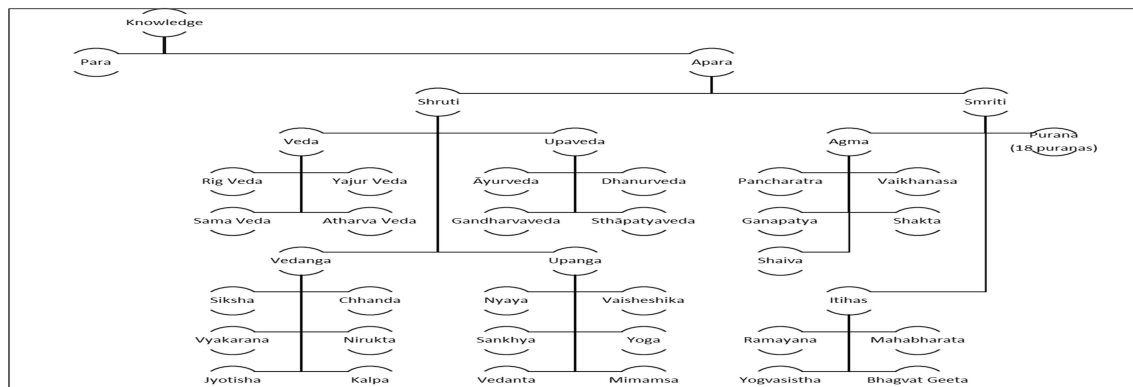 Knowledge
Para
Apara
Shruti
Smriti
Veda
Upaveda
Agma
Purana
(18 puranas)
Rig Veda
Yajur Veda
Āyurveda
Dhanurveda
Pancharatra
Vaikhanasa
Sama Veda
Atharva Veda
Gandharvaveda
Sthāpatyaveda
Ganapatya
Shakta
Vedanga
Upanga
Shaiva
Siksha
Chhanda
Nyaya
Vaisheshika
Itihas
Vyakarana
Nirukta
Sankhya
Yoga
Ramayana
Mahabharata
Jyotisha
Kalpa
Vedanta
Mimamsa
Yogvasistha
Bhagvat Geeta